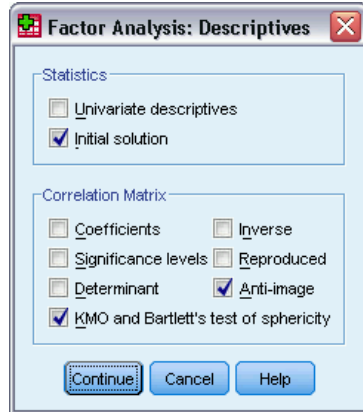 Factor Analysis: Descriptives
Statistics
Univariate descriptives
Initial solution
Correlation Matrix
Coefficients Inverse
Significance levels Reproduced
Determinant Anti-image
KMO and Bartlett's test of sphericity
Continue Cancel Help